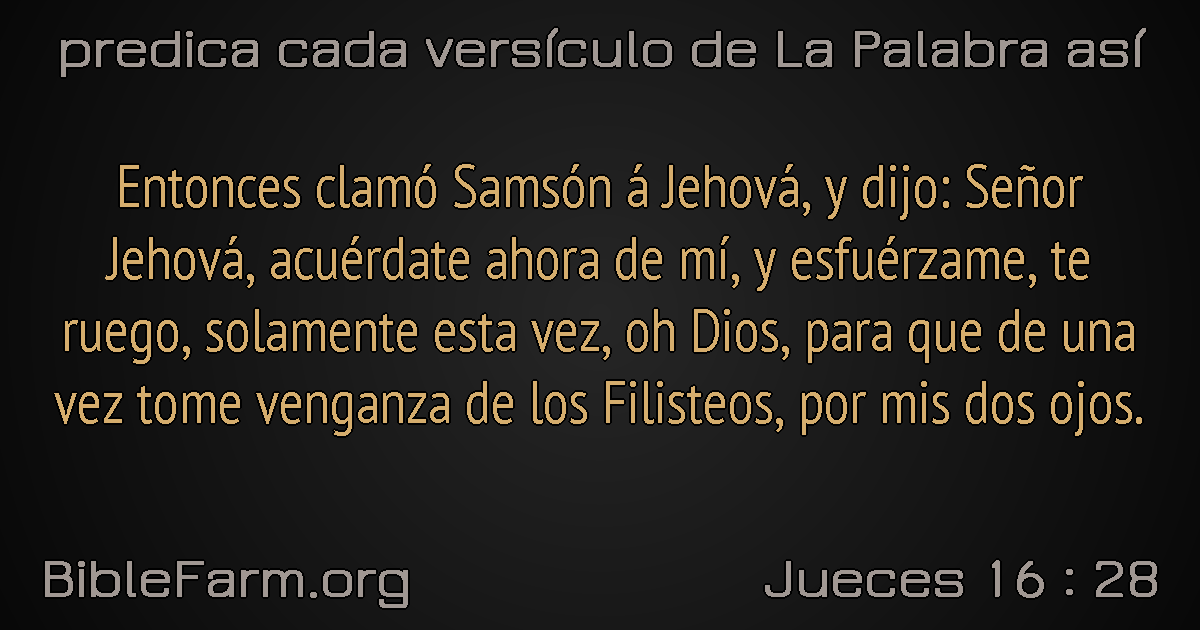 predica cada versículo de La Palabra así
Entonces clamó Samsón á Jehová, y dijo: Señor
Jehová, acuérdate ahora de mí, y esfuérzame, te
ruego, solamente esta vez, oh Dios, para que de una
vez tome venganza de los Filisteos, por mis dos ojos.
BibleFarm.org
Jueces 16 : 28